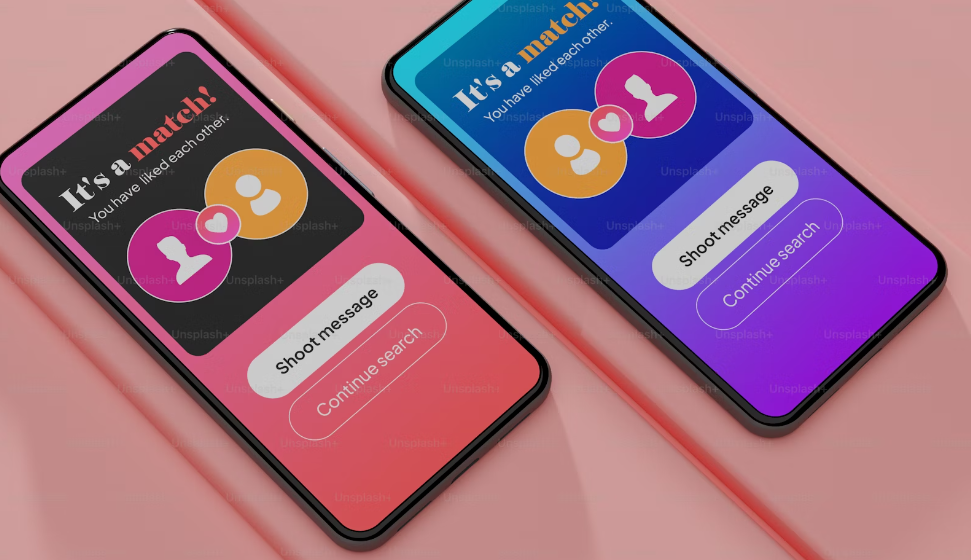 It's a match!
You have liked each other.
Shoot message
Continue search
It's a match!
You have liked each other.
Shoot message
Continue search
Unsplash+